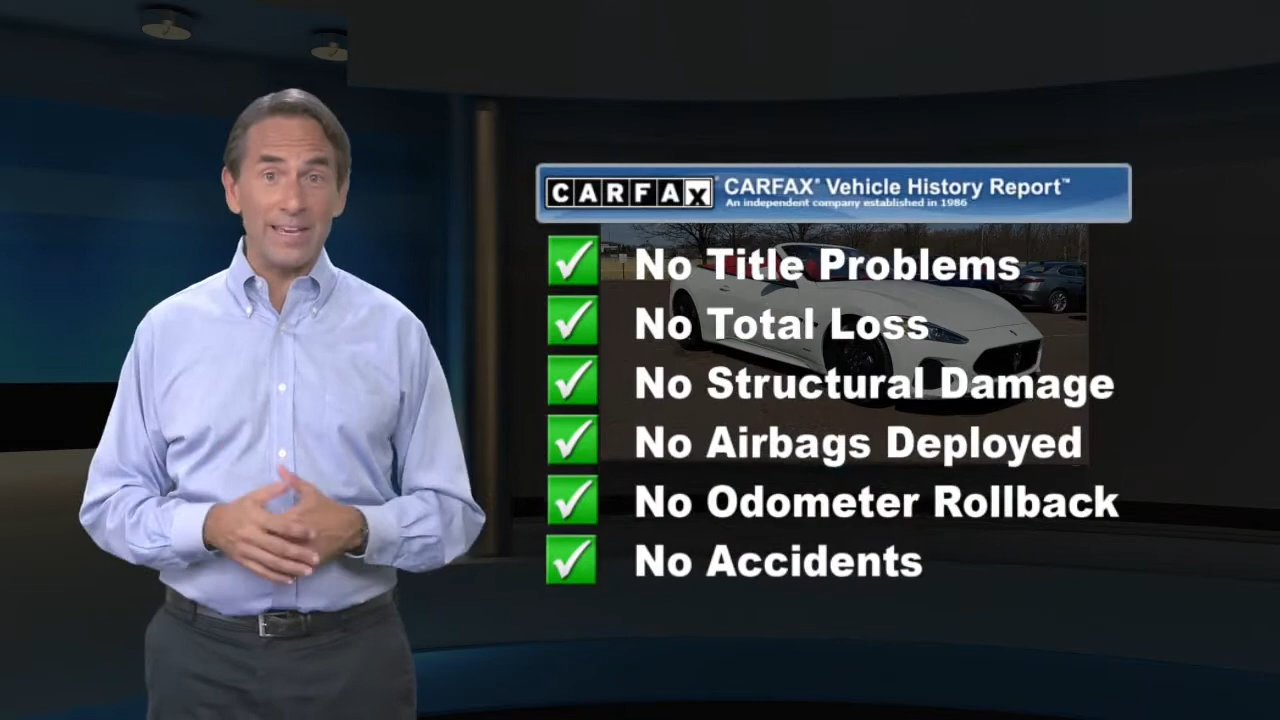 CARFAX CARFAX® Vehicle History Report™
An independent company established in 1986
No Title Problems
No Total Loss
No Structural Damage
No Airbags Deployed
No Odometer Rollback
No Accidents